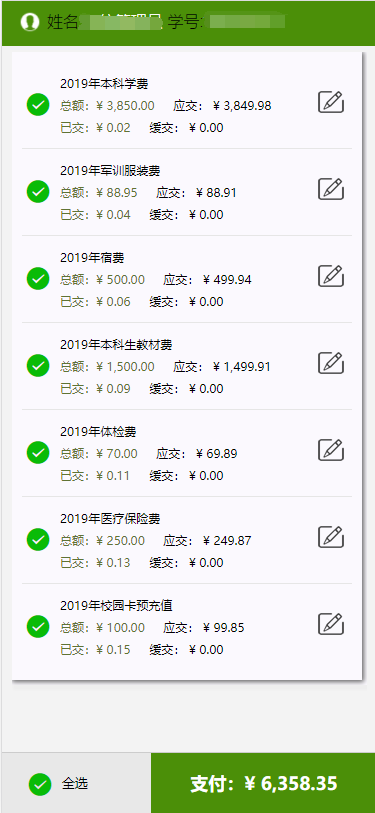 姓名: 管理员 学号:
2019年本科学费
总额：¥ 3,850.00 应交：¥ 3,849.98
已交：¥ 0.02 缓交：¥ 0.00
2019年军训服装费
总额：¥ 88.95 应交：¥ 88.91
已交：¥ 0.04 缓交：¥ 0.00
2019年宿费
总额：¥ 500.00 应交：¥ 499.94
已交：¥ 0.06 缓交：¥ 0.00
2019年本科生教材费
总额：¥ 1,500.00 应交：¥ 1,499.91
已交：¥ 0.09 缓交：¥ 0.00
2019年体检费
总额：¥ 70.00 应交：¥ 69.89
已交：¥ 0.11 缓交：¥ 0.00
2019年医疗保险费
总额：¥ 250.00 应交：¥ 249.87
已交：¥ 0.13 缓交：¥ 0.00
2019年校园卡预充值
总额：¥ 100.00 应交：¥ 99.85
已交：¥ 0.15 缓交：¥ 0.00
全选 支付：¥ 6,358.35